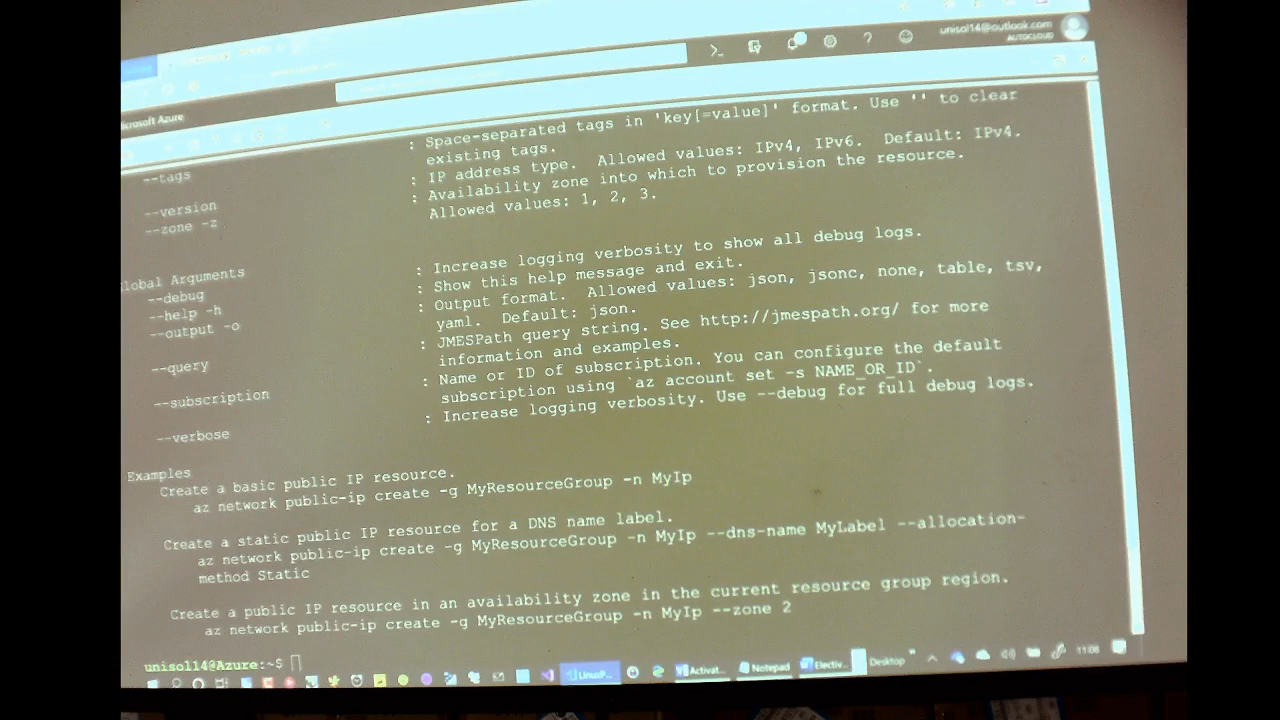 unisol14@outlook.com
AUTOCLOUD
icrosoft Azure
--tags : Space-separated tags in 'key[=value]' format. Use '' to clear
existing tags.
--version : IP address type. Allowed values: IPv4, IPv6. Default: IPv4.
--zone -z : Availability zone into which to provision the resource.
Allowed values: 1, 2, 3.
lobal Arguments
--debug : Increase logging verbosity to show all debug logs.
--help -h : Show this help message and exit.
--output -o : Output format. Allowed values: json, jsonc, none, table, tsv,
yaml. Default: json.
--query : JMESPath query string. See http://jmespath.org/ for more
information and examples.
--subscription : Name or ID of subscription. You can configure the default
subscription using `az account set -s NAME_OR_ID`.
--verbose : Increase logging verbosity. Use --debug for full debug logs.
Examples
Create a basic public IP resource.
az network public-ip create -g MyResourceGroup -n MyIp
Create a static public IP resource for a DNS name label.
az network public-ip create -g MyResourceGroup -n MyIp --dns-name MyLabel --allocation-
method Static
Create a public IP resource in an availability zone in the current resource group region.
az network public-ip create -g MyResourceGroup -n MyIp --zone 2
unisol14@Azure:~$
LinuxP... Activat... Notepad Electiv... Desktop 11:08